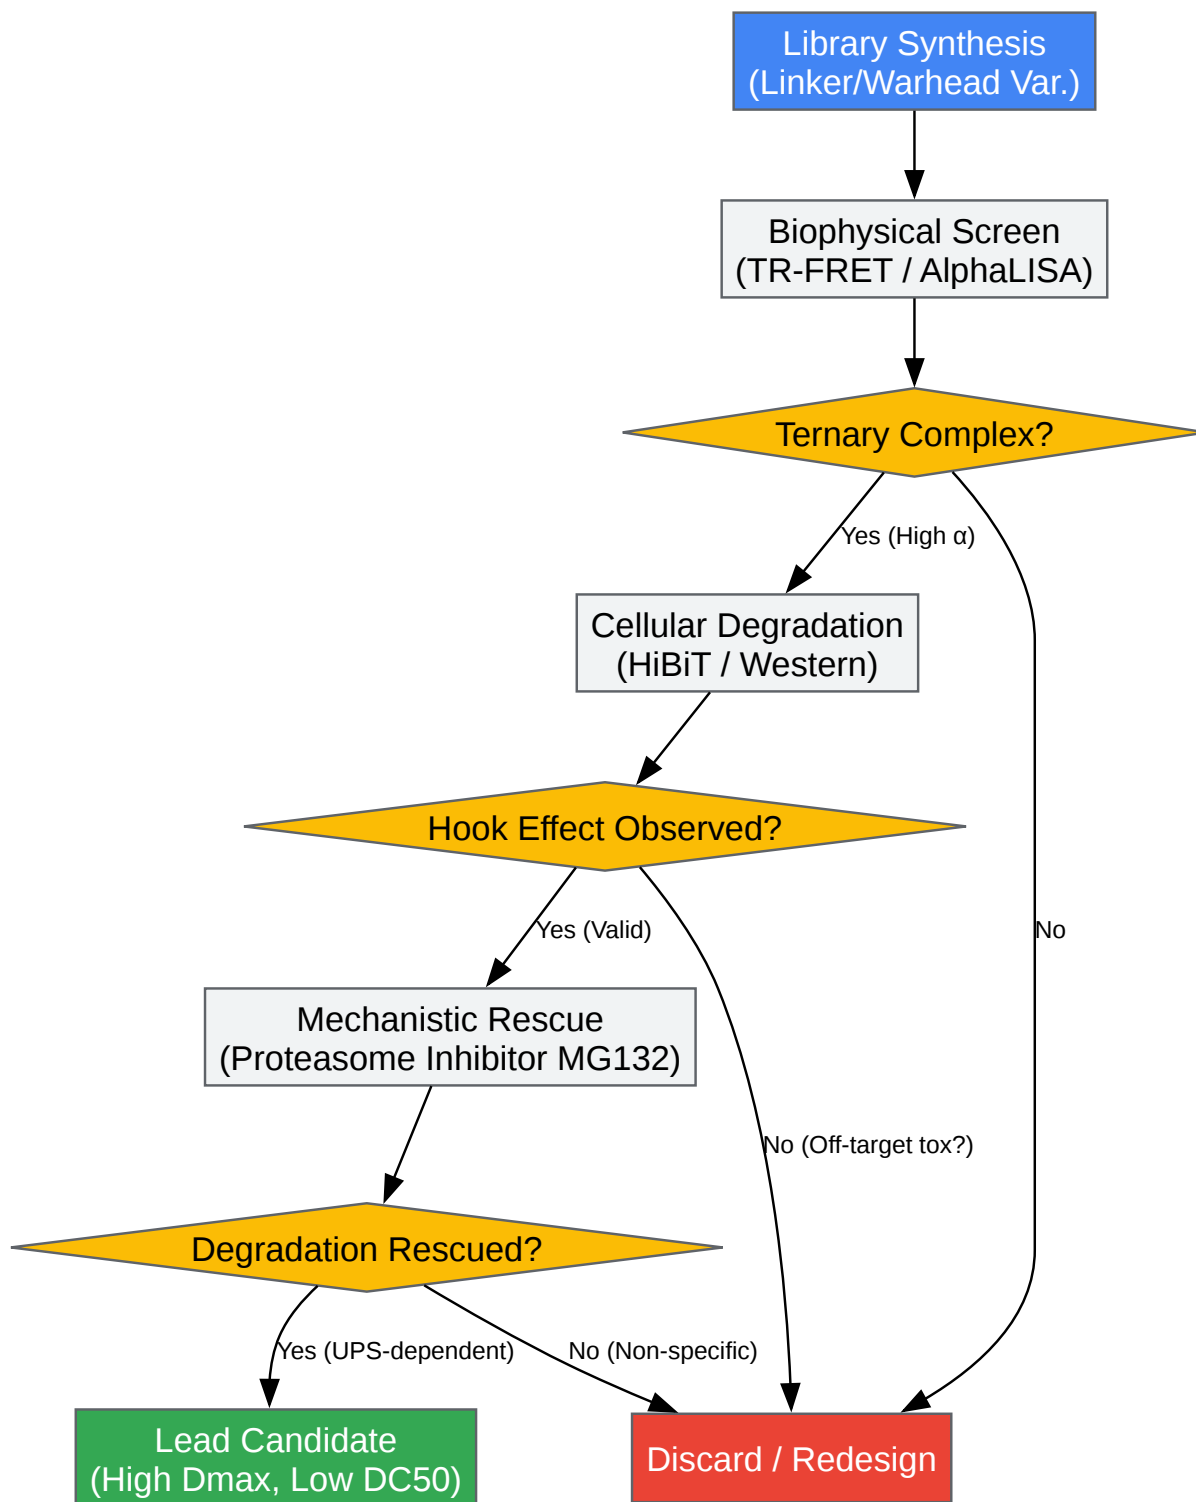 Library Synthesis
(Linker/Warhead Var.)
Biophysical Screen
(TR-FRET / AlphaLISA)
Ternary Complex?
Yes (High α)
Cellular Degradation
(HiBiT / Western)
Hook Effect Observed?
Yes (Valid)
No
Mechanistic Rescue
(Proteasome Inhibitor MG132)
No (Off-target tox?)
Degradation Rescued?
Yes (UPS-dependent)
No (Non-specific)
Lead Candidate
(High Dmax, Low DC50)
Discard / Redesign